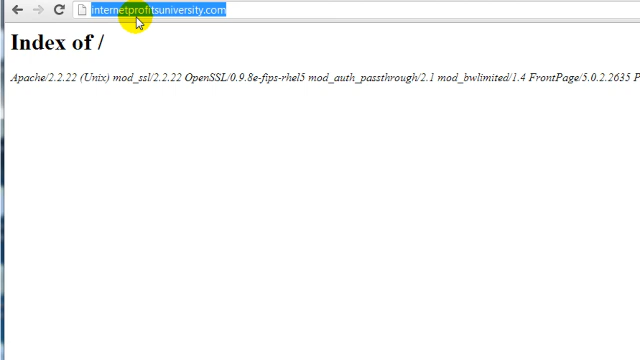 internetprofitsuniversity.com
Index of /
Apache/2.2.22 (Unix) mod_ssl/2.2.22 OpenSSL/0.9.8e-fips-rhel5 mod_auth_passthrough/2.1 mod_bwlimited/1.4 FrontPage/5.0.2.2635 P